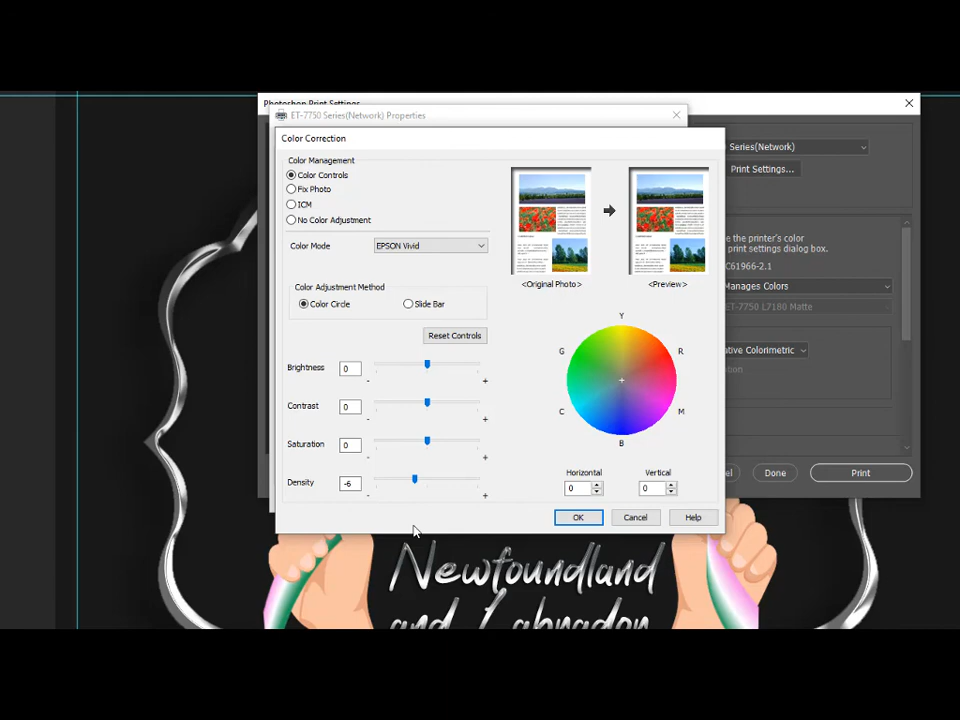 Photoshop Print Settings
ET-7750 Series(Network) Properties
Color Correction
Color Management
Color Controls
Fix Photo
ICM
No Color Adjustment
Color Mode
EPSON Vivid
Color Adjustment Method
Color Circle
Slide Bar
Reset Controls
Brightness
0
-
+
Contrast
0
-
+
Saturation
0
-
+
Density
-6
-
+
<Original Photo>
<Preview>
Y
G
R
C
M
B
Horizontal
Vertical
0
0
OK
Cancel
Help
Series(Network)
Print Settings...
e the printer's color
print settings dialog box.
C61966-2.1
Manages Colors
T-7750 L7180 Matte
ative Colorimetric
Done
Print
Newfoundland
and Labrador